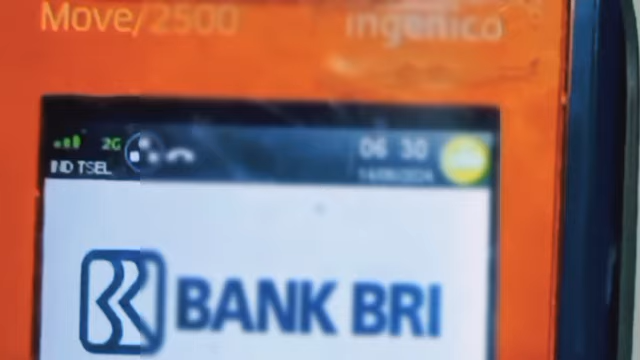 Move/2500
ingenico
2G
06 30
IND TSEL
BANK BRI